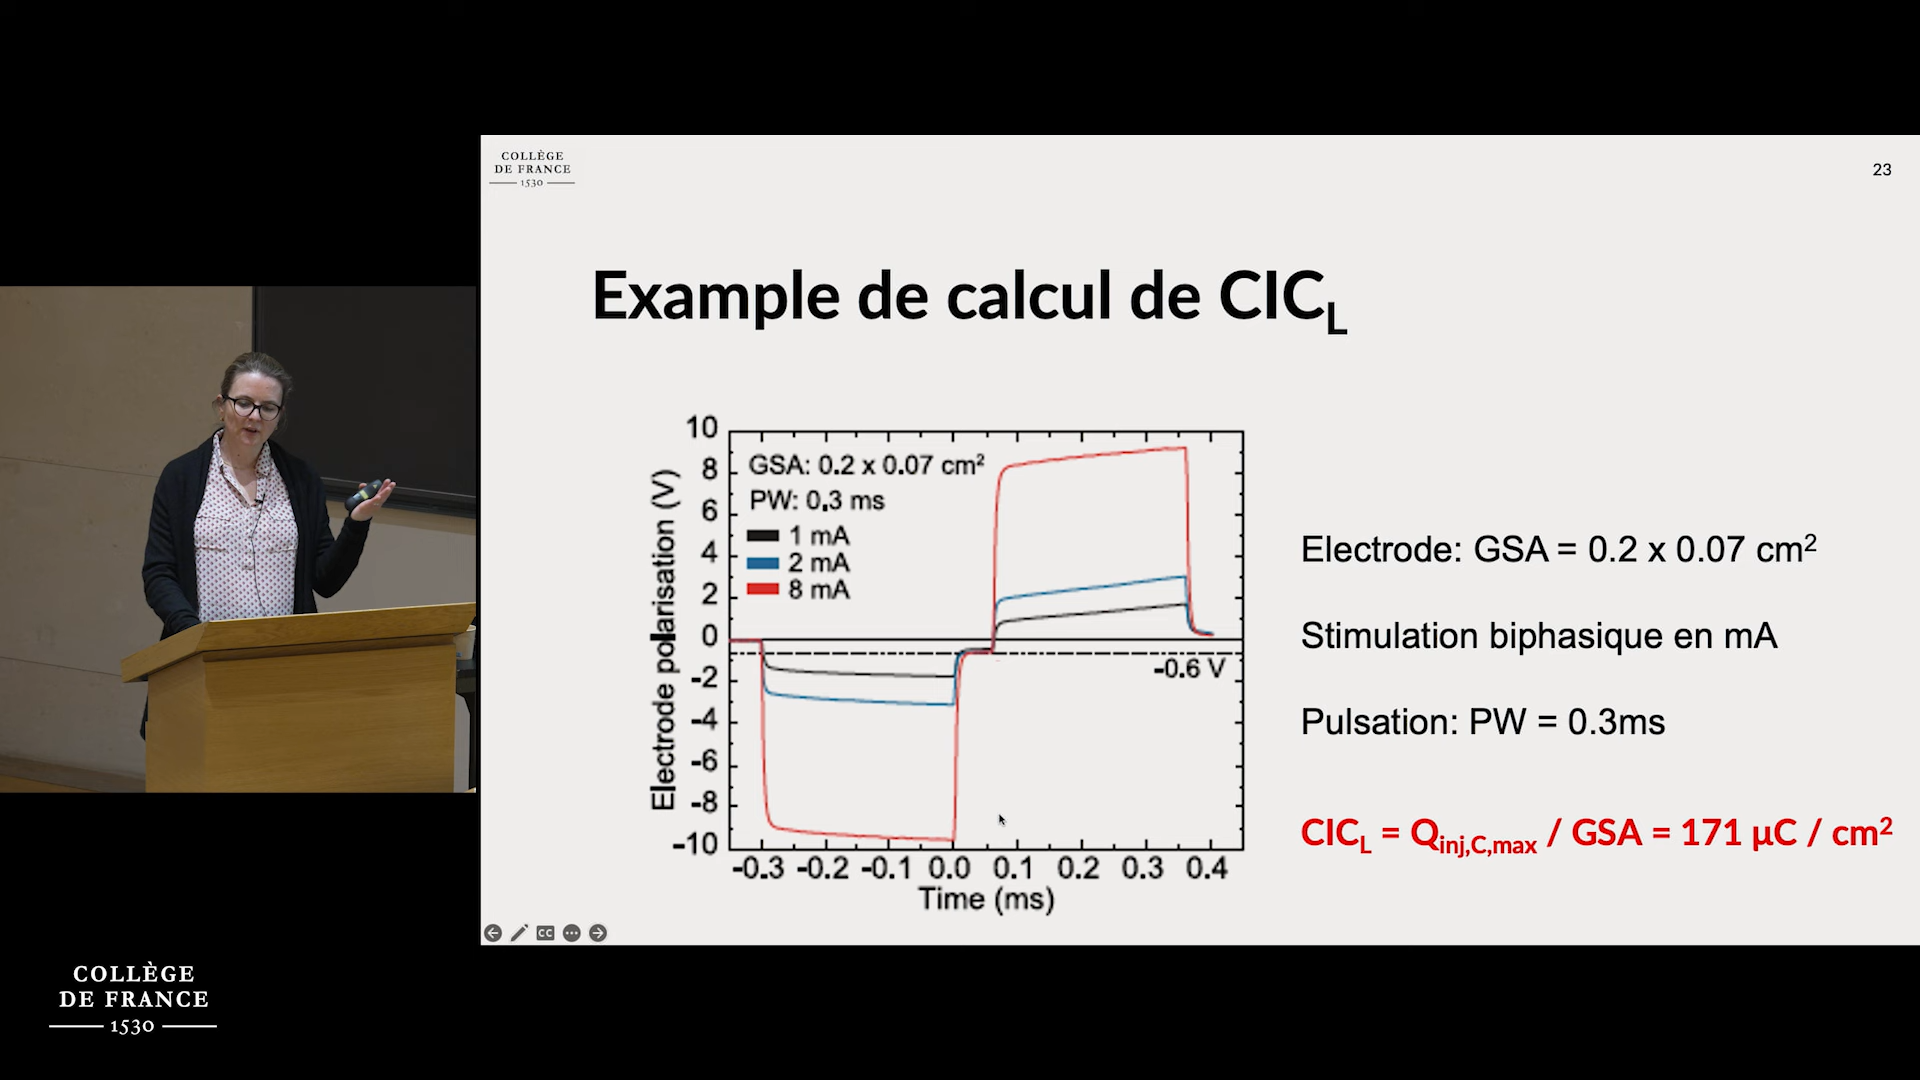 COLLÈGE
DE FRANCE
1530
23
Example de calcul de CICL
10
8
6
4
2
0
-2
-4
-6
-8
-10
Electrode polarisation (V)
GSA: 0.2 x 0.07 cm²
PW: 0.3 ms
1 mA
2 mA
8 mA
-0.6 V
-0.3 -0.2 -0.1 0.0 0.1 0.2 0.3 0.4
Time (ms)
Electrode: GSA = 0.2 x 0.07 cm²
Stimulation biphasique en mA
Pulsation: PW = 0.3ms
CICL = Qinj,C,max / GSA = 171 µC / cm²
CC
COLLÈGE
DE FRANCE
1530